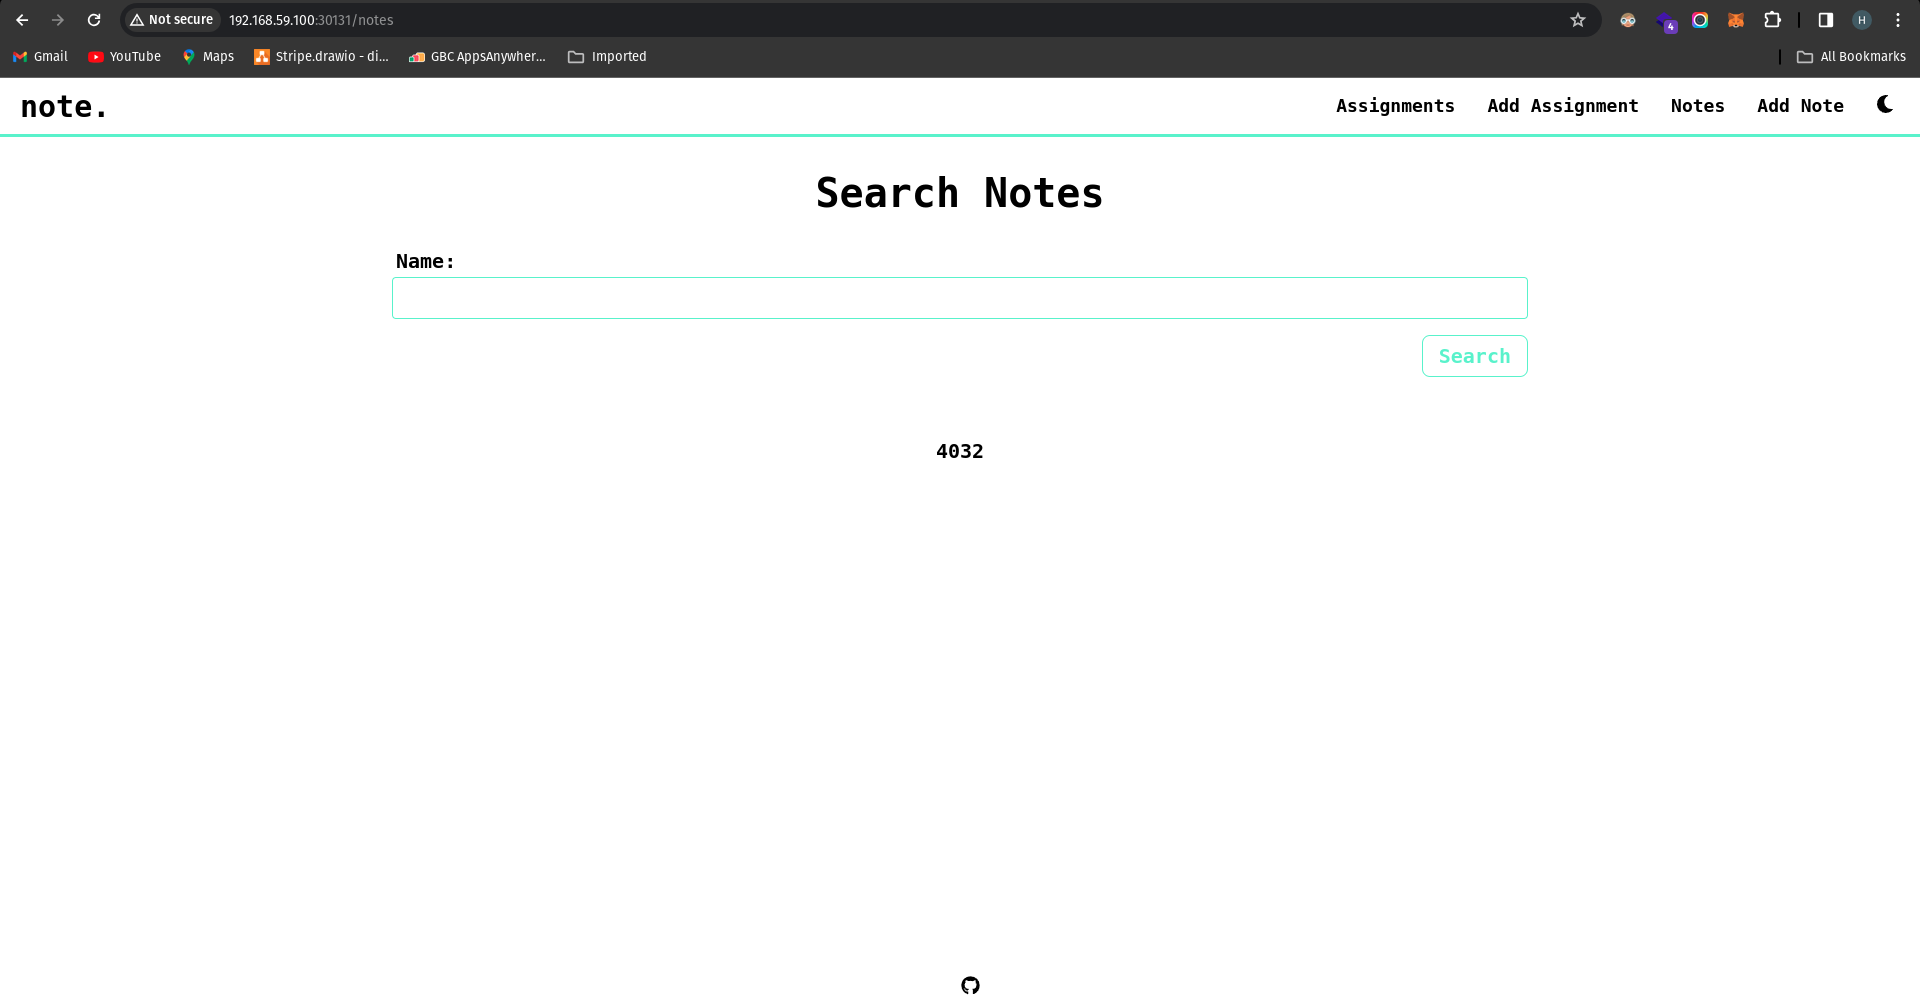 Not secure 192.168.59.100:30131/notes 4 H
Gmail YouTube Maps Stripe.drawio - di... GBC AppsAnywher... Imported All Bookmarks
note. Assignments Add Assignment Notes Add Note
Search Notes
Name:
Search
4032